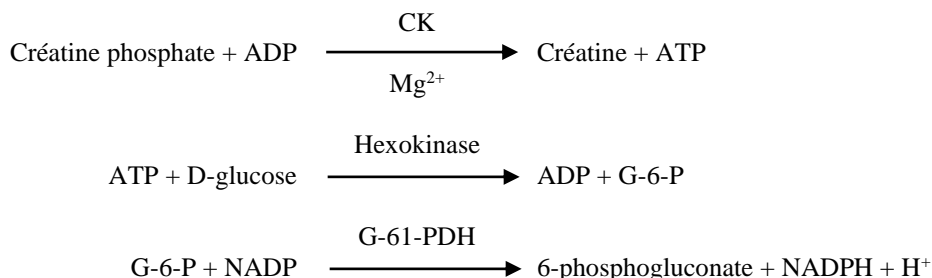 CK
Créatine phosphate + ADP Créatine + ATP
Mg²⁺
Hexokinase
ATP + D-glucose ADP + G-6-P
G-61-PDH
G-6-P + NADP 6-phosphogluconate + NADPH + H⁺